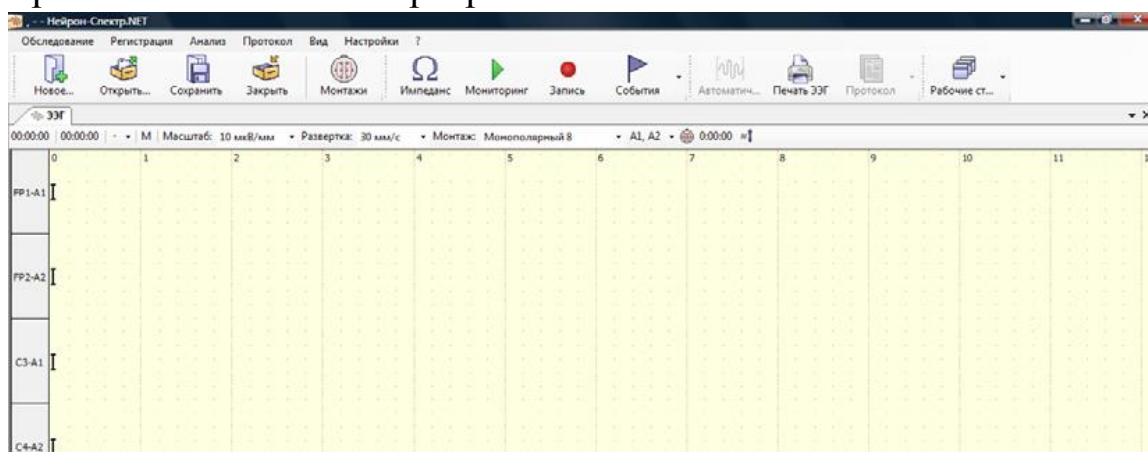 , - - Нейрон-Спектр.NET
Обследование Регистрация Анализ Протокол Вид Настройки ?
Новое... Открыть... Сохранить Закрыть Монтажи Импеданс Мониторинг Запись События Автоматич... Печать ЭЭГ Протокол Рабочие ст...
ЭЭГ
00:00:00 00:00:00 - М Масштаб: 10 мкВ/мм Развертка: 30 мм/с Монтаж: Монополярный 8 A1, A2 0:00:00
0 1 2 3 4 5 6 7 8 9 10 11
FP1-A1
FP2-A2
C3-A1
C4-A2